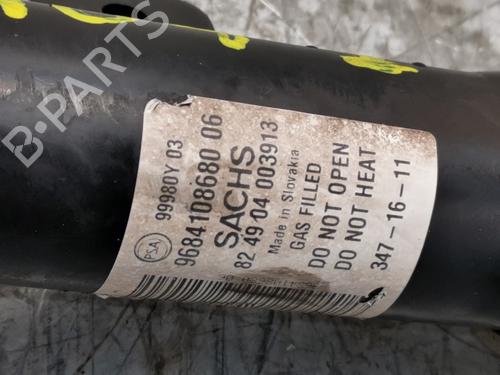 B-PARTS
PSA
99980Y 03
9684108680 06
SACHS
82 49 04 003913
Made in Slovakia
GAS FILLED
DO NOT OPEN
DO NOT HEAT
347-16-11